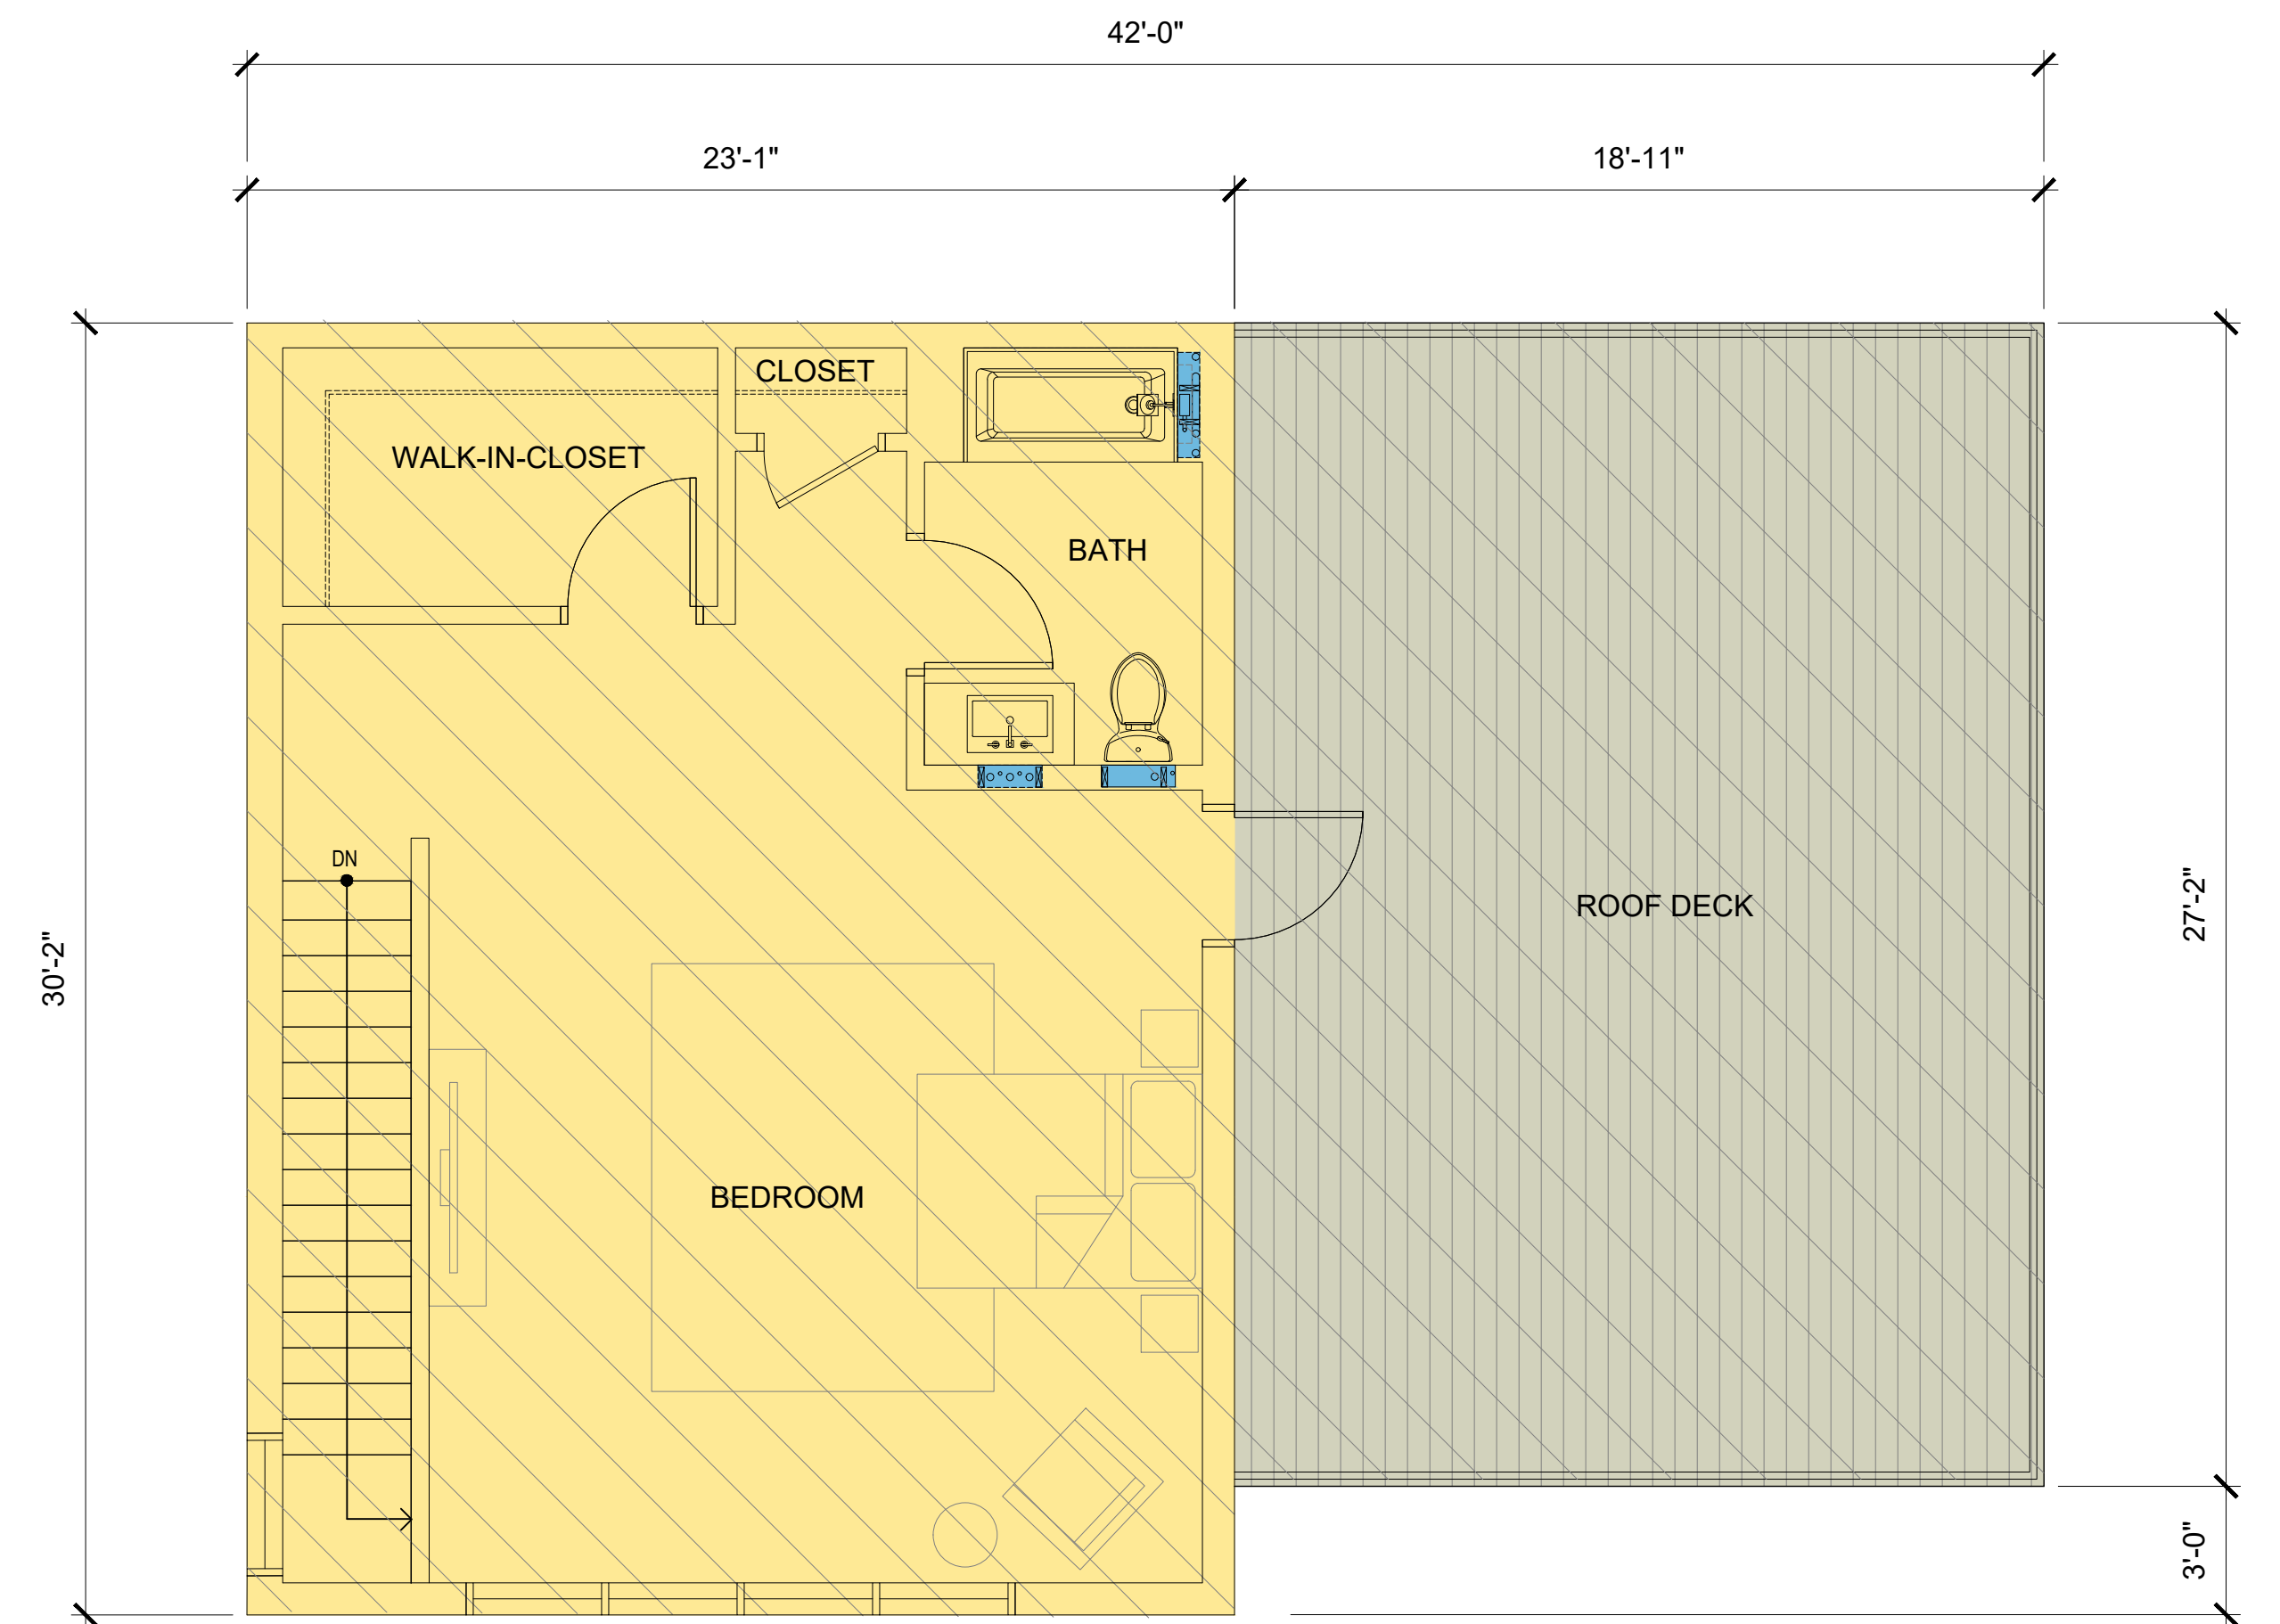 42'-0"
23'-1"
18'-11"
CLOSET
WALK-IN-CLOSET
BATH
DN
ROOF DECK
27'-2"
30'-2"
BEDROOM
3'-0"